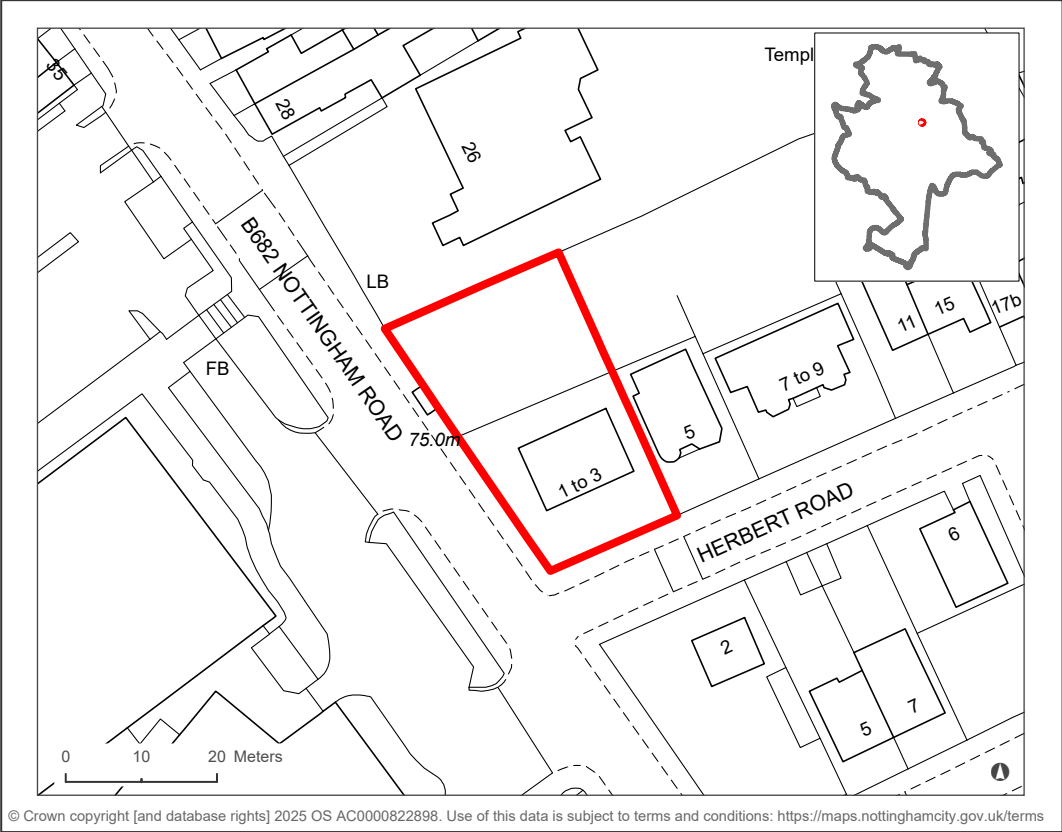 Templ
35
28
26
B682 NOTTINGHAM ROAD
LB
FB
75.0m
11
15
17b
7 to 9
5
1 to 3
HERBERT ROAD
6
2
7
5
0 10 20 Meters
© Crown copyright [and database rights] 2025 OS AC0000822898. Use of this data is subject to terms and conditions: https://maps.nottinghamcity.gov.uk/terms